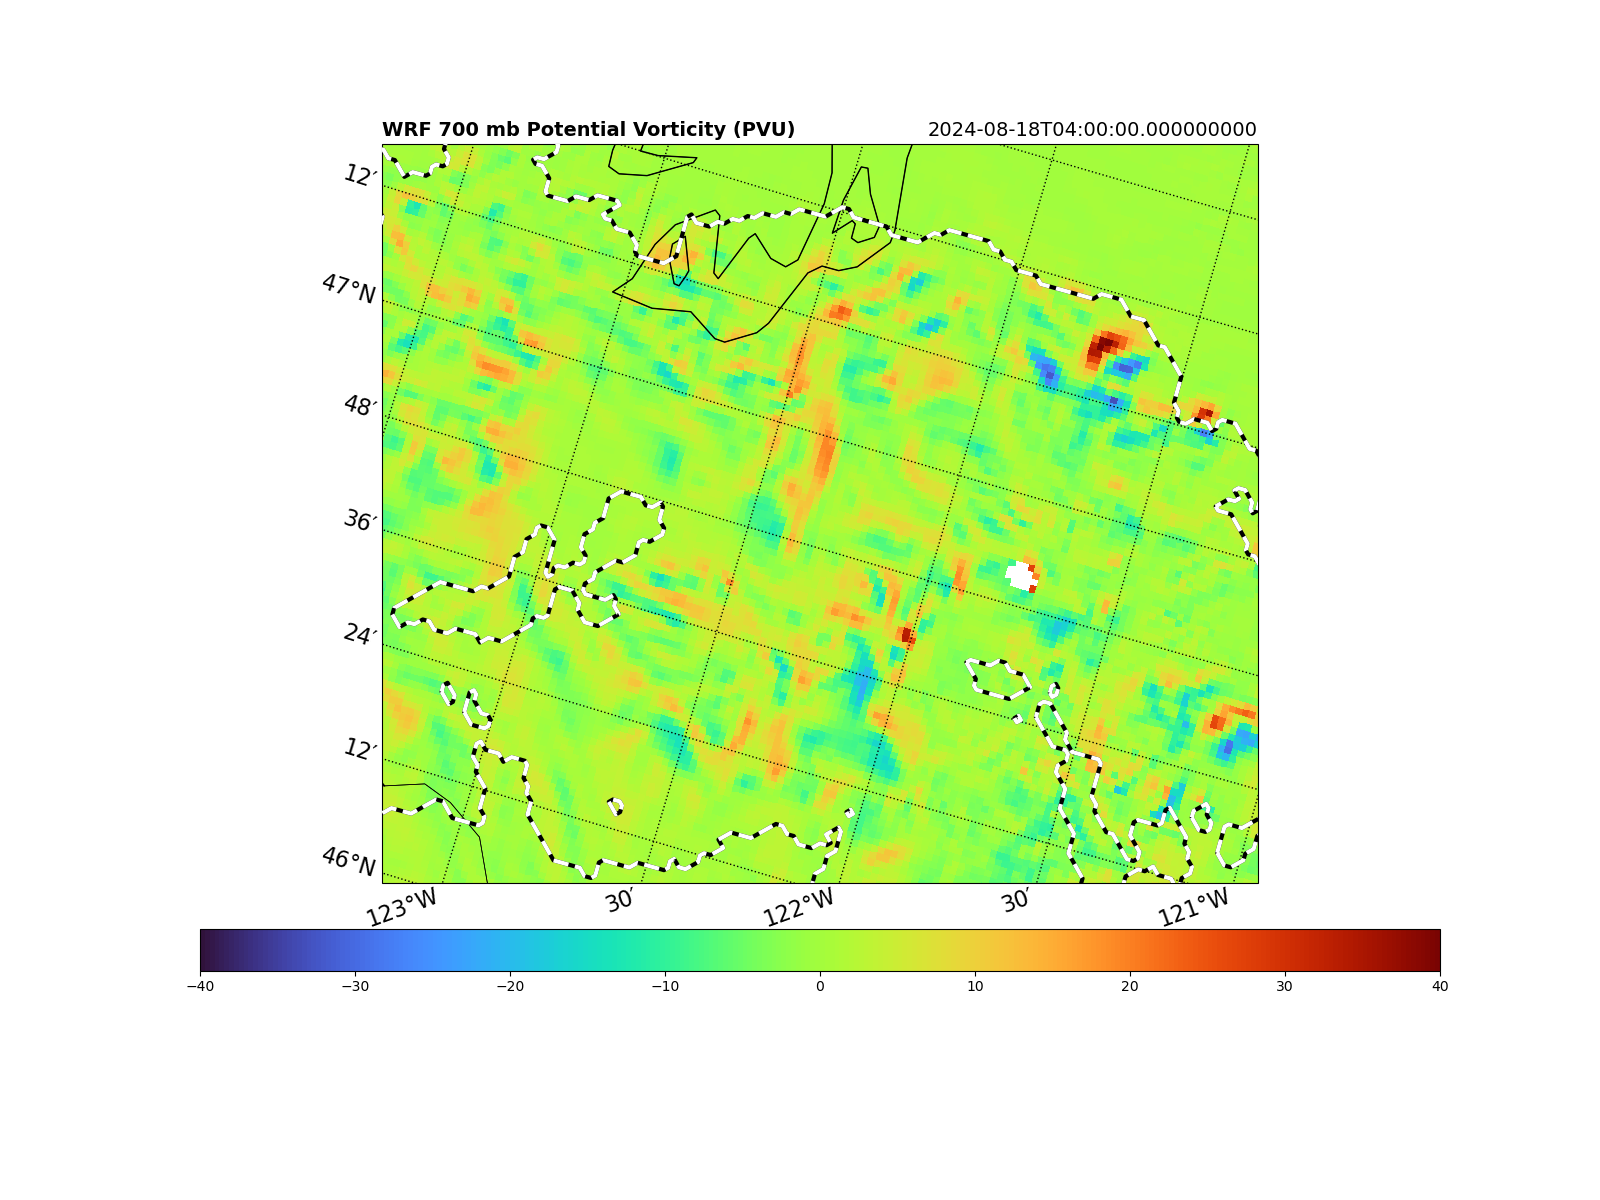 WRF 700 mb Potential Vorticity (PVU) 2024-08-18T04:00:00.000000000
12′
47°N
48′
36′
24′
12′
46°N
123°W 30′ 122°W 30′ 121°W
−40 −30 −20 −10 0 10 20 30 40